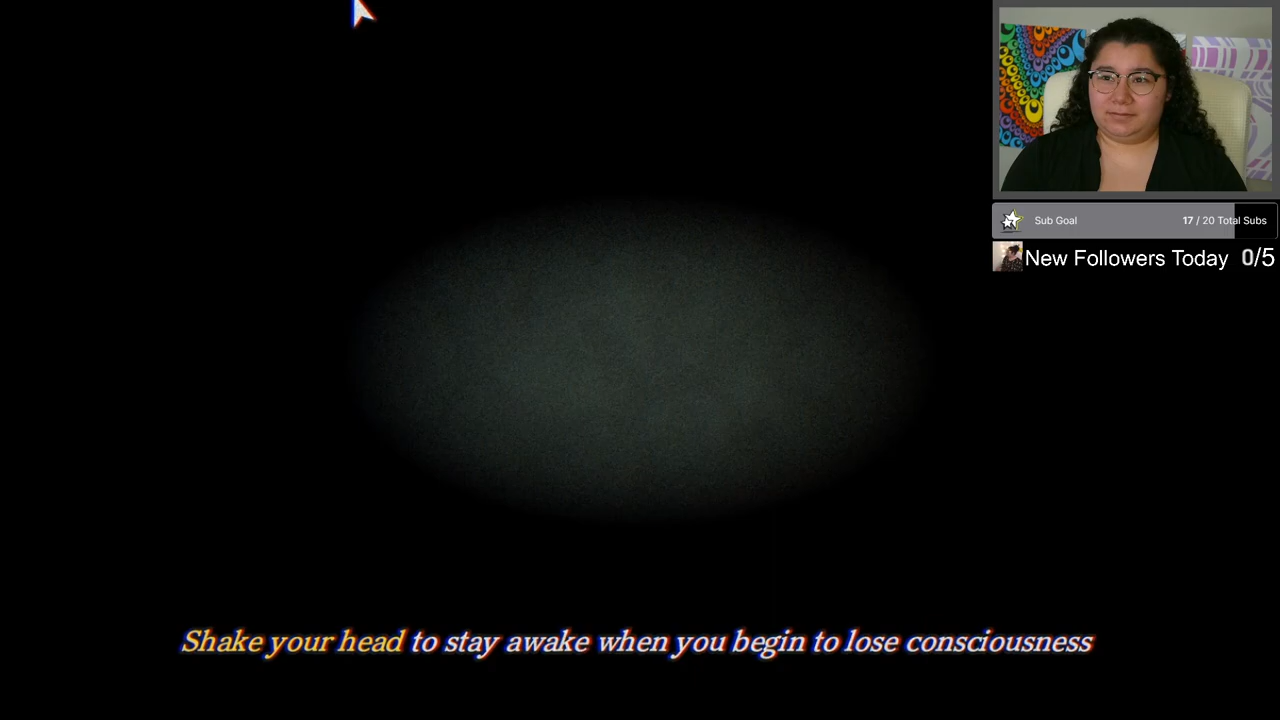 Sub Goal 17 / 20 Total Subs
New Followers Today 0/5
Shake your head to stay awake when you begin to lose consciousness